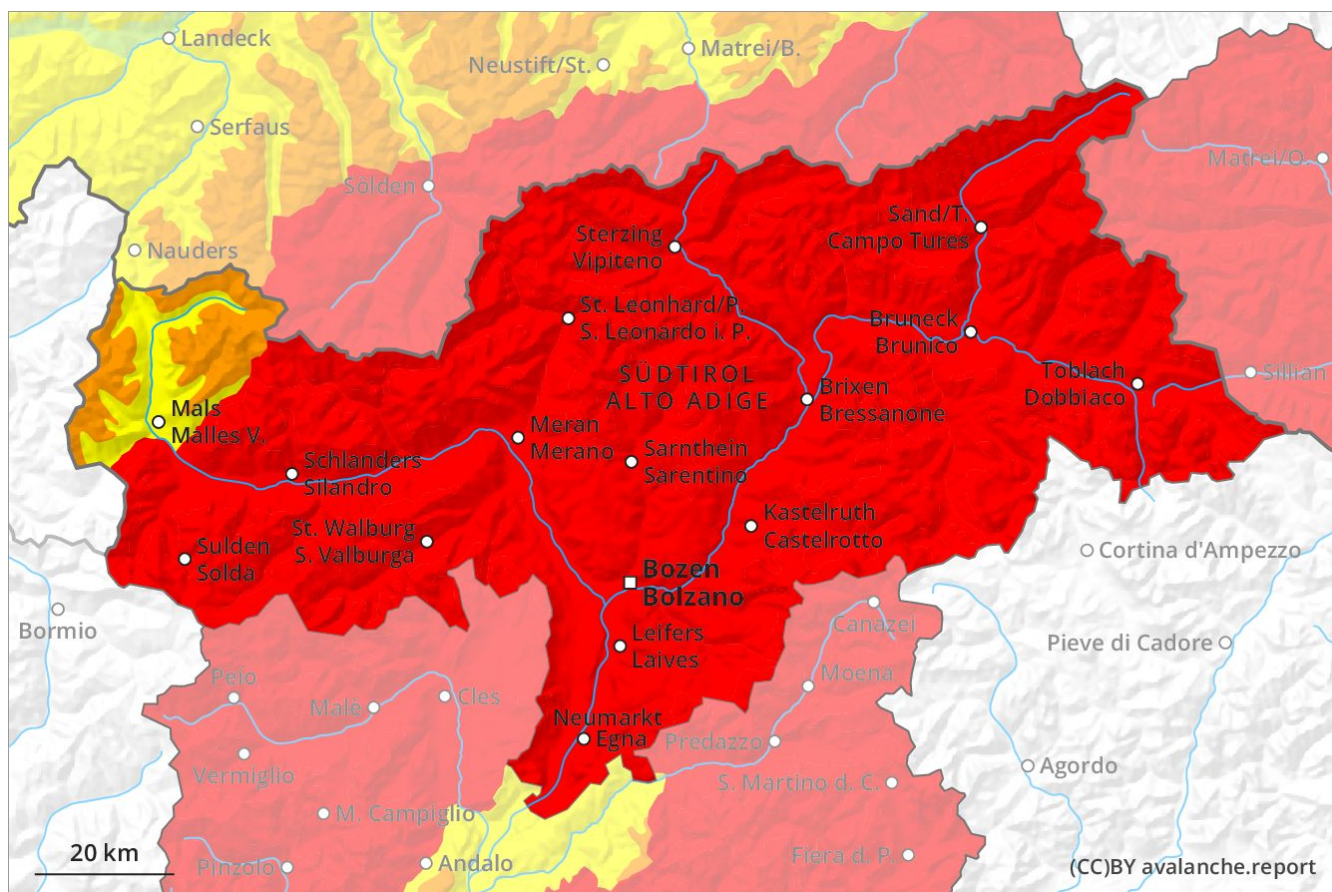 Landeck
Matrei/B.
Neustift/St.
Serfaus
Matrei/O.
Sölden
Sand/T.
Campo Tures
Sterzing
Vipiteno
Nauders
St. Leonhard/P.
S. Leonardo i. P.
Bruneck
Brunico
SÜDTIROL
ALTO ADIGE
Toblach
Dobbiaco
Sillian
Brixen
Bressanone
Mals
Malles V.
Meran
Merano
Sarnthein
Sarentino
Schlanders
Silandro
Kastelruth
Castelrotto
St. Walburg
S. Valburga
Sulden
Solda
Cortina d'Ampezzo
Bozen
Bolzano
Bormio
Canazei
Leifers
Laives
Pieve di Cadore
Moena
Peio
Malè
Cles
Neumarkt
Egna
Predazzo
Vermiglio
Agordo
S. Martino d. C.
M. Campiglio
20 km
Andalo
Fiera d. P.
Pinzolo
(CC)BY avalanche.report